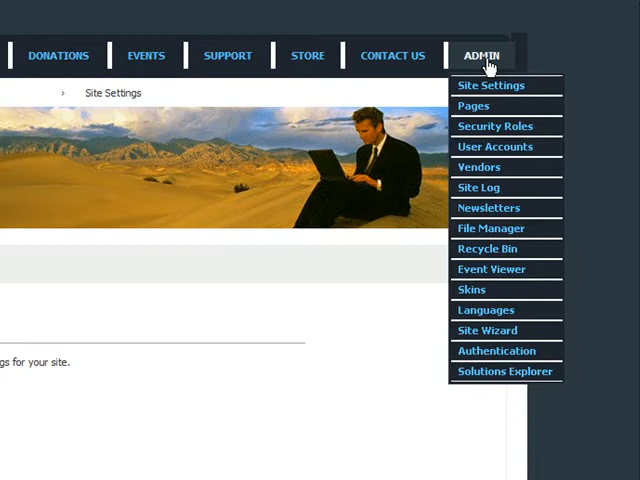 DONATIONS EVENTS SUPPORT STORE CONTACT US ADMIN
› Site Settings
Site Settings
Pages
Security Roles
User Accounts
Vendors
Site Log
Newsletters
File Manager
Recycle Bin
Event Viewer
Skins
Languages
Site Wizard
Authentication
Solutions Explorer
gs for your site.